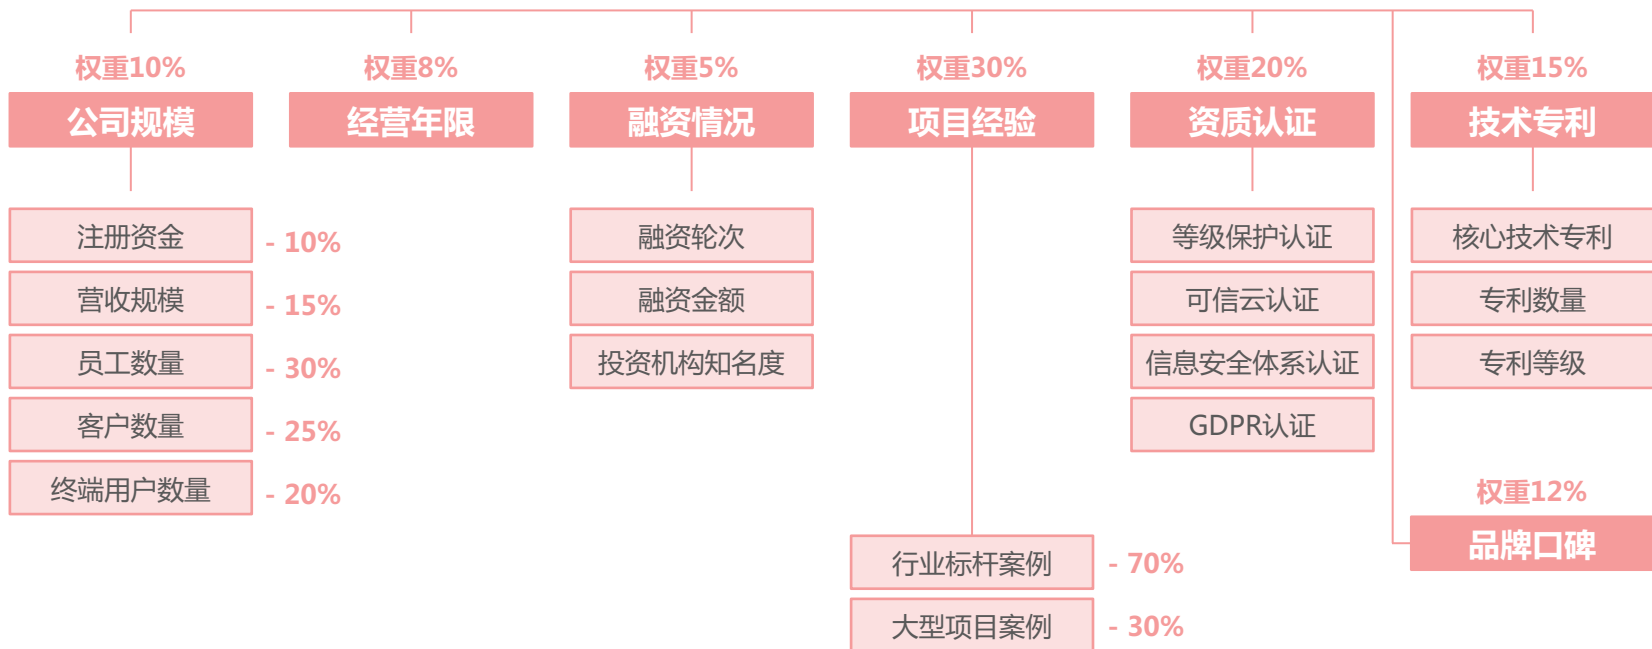 权重10%
公司规模
注册资金
- 10%
营收规模
- 15%
员工数量
- 30%
客户数量
- 25%
终端用户数量
- 20%
权重8%
经营年限
权重5%
融资情况
融资轮次
融资金额
投资机构知名度
权重30%
项目经验
行业标杆案例
- 70%
大型项目案例
- 30%
权重20%
资质认证
等级保护认证
可信云认证
信息安全体系认证
GDPR认证
权重15%
技术专利
核心技术专利
专利数量
专利等级
权重12%
品牌口碑